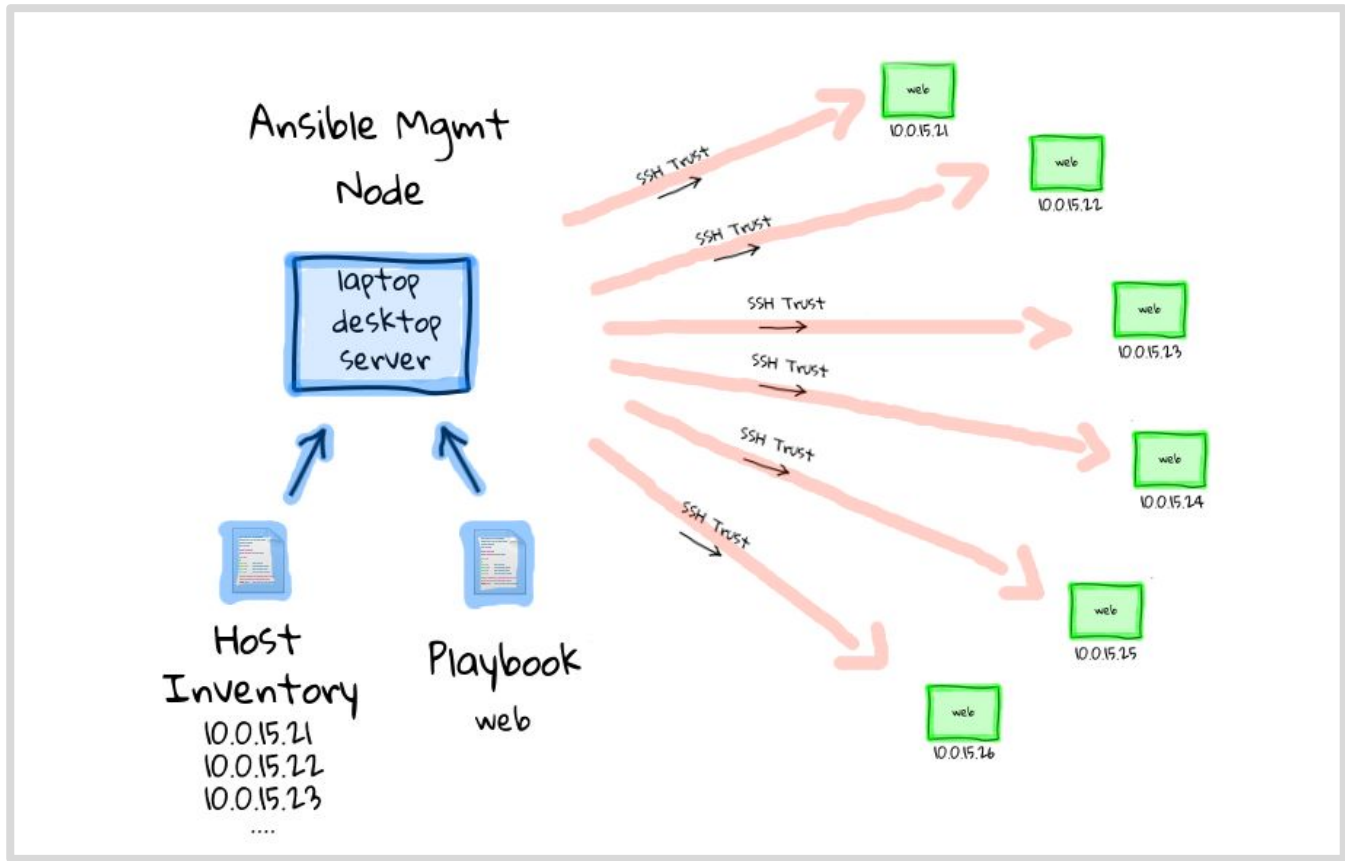 Ansible Mgmt
Node
laptop
desktop
server
Host
Inventory
10.0.15.21
10.0.15.22
10.0.15.23
....
Playbook
web
SSH Trust
SSH Trust
SSH Trust
SSH Trust
SSH Trust
SSH Trust
web
10.0.15.21
web
10.0.15.22
web
10.0.15.23
web
10.0.15.24
web
10.0.15.25
web
10.0.15.26